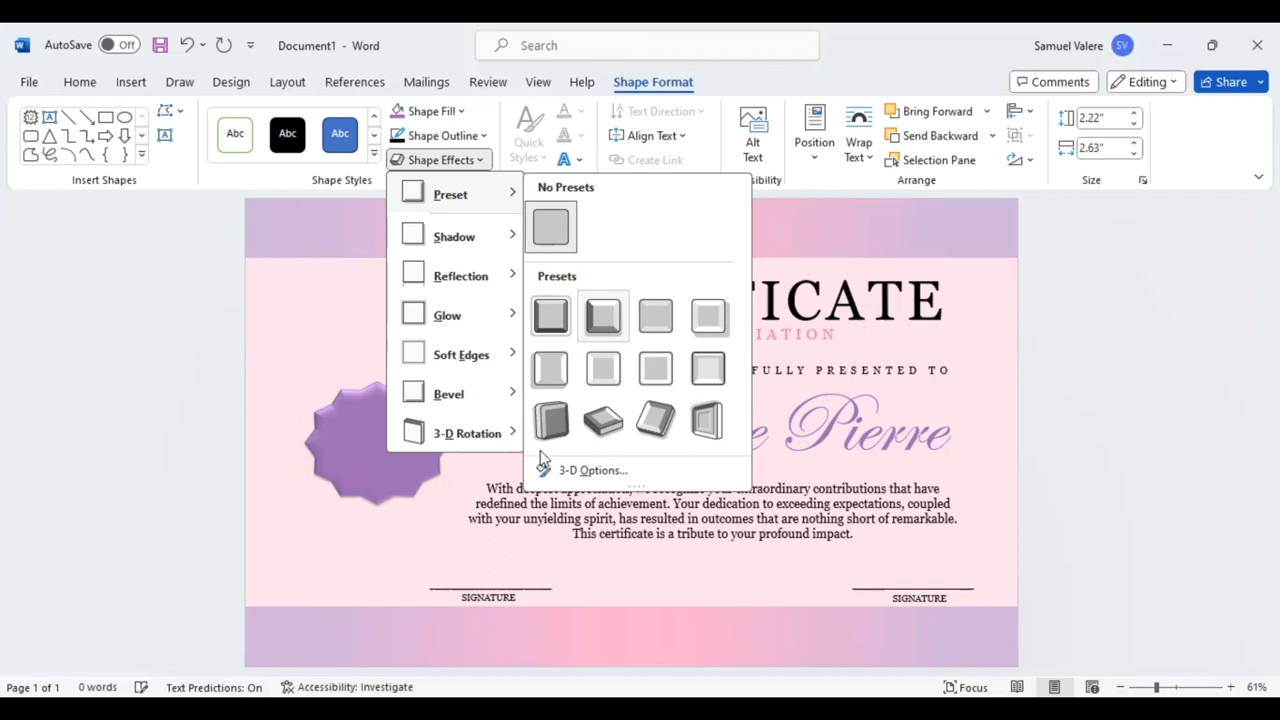 AutoSave Off Document1 - Word Search Samuel Valere SV
File Home Insert Draw Design Layout References Mailings Review View Help Shape Format Comments Editing Share
Abc Abc Abc
Shape Fill
Shape Outline
Shape Effects
Quick
Styles
Text Direction
Align Text
Create Link
Alt
Text
Position
Wrap
Text
Bring Forward
Send Backward
Selection Pane
2.22"
2.63"
Insert Shapes Shape Styles sibility Arrange Size
Preset
Shadow
Reflection
Glow
Soft Edges
Bevel
3-D Rotation
No Presets
Presets
3-D Options...
TICATE
IATION
FULLY PRESENTED TO
e Pierre
With deepest appreciation, we recognize your extraordinary contributions that have
redefined the limits of achievement. Your dedication to exceeding expectations, coupled
with your unyielding spirit, has resulted in outcomes that are nothing short of remarkable.
This certificate is a tribute to your profound impact.
SIGNATURE SIGNATURE
Page 1 of 1 0 words Text Predictions: On Accessibility: Investigate Focus 61%